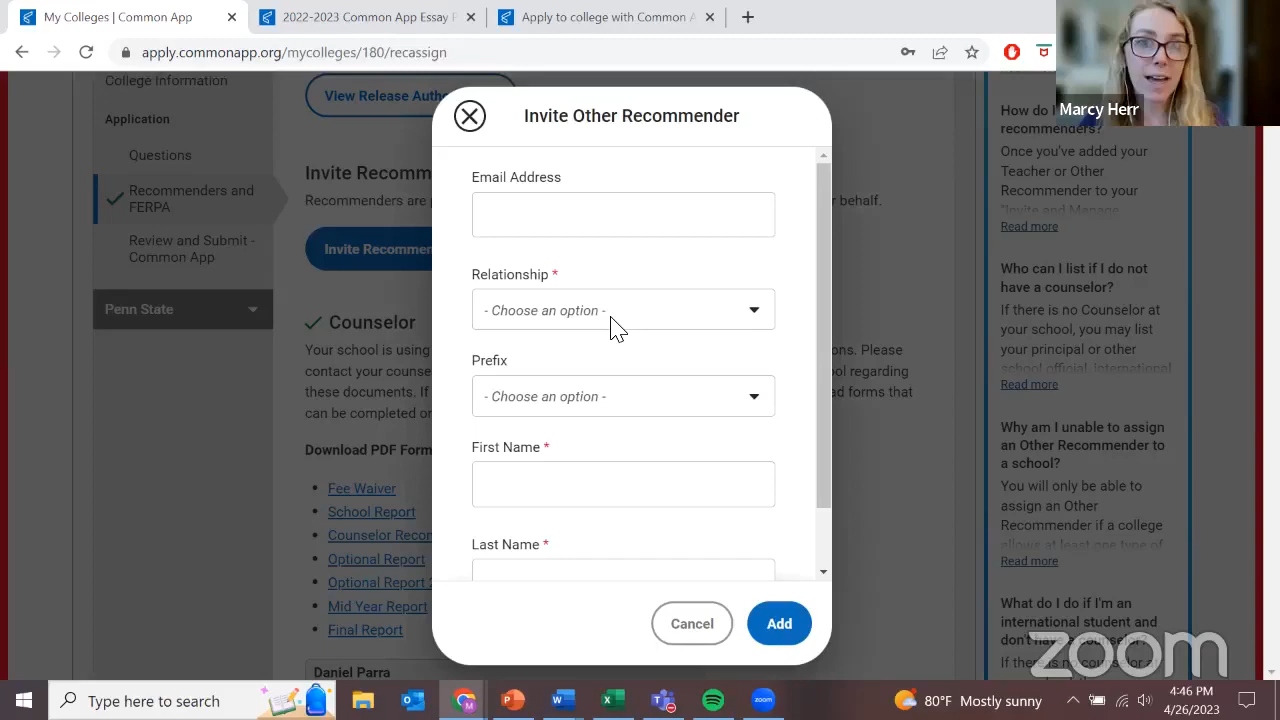 My Colleges | Common App
2022-2023 Common App Essay P
Apply to college with Common A
apply.commonapp.org/mycolleges/180/recassign
Marcy Herr
College Information
Application
Questions
Recommenders and
FERPA
Review and Submit -
Common App
Penn State
View Release Autho
Invite Recomm
Recommenders are p
r behalf.
Invite Recommen
Counselor
Your school is using
ons. Please
contact your counse
ol regarding
these documents. If
d forms that
can be completed or
Download PDF Form
Fee Waiver
School Report
Counselor Recon
Optional Report
Optional Report 2
Mid Year Report
Final Report
Daniel Parra
Invite Other Recommender
Email Address
Relationship *
- Choose an option -
Prefix
- Choose an option -
First Name *
Last Name *
Cancel
Add
How do I
recommenders?
Once you've added your
Teacher or Other
Recommender to your
"Invite and Manage
Read more
Who can I list if I do not
have a counselor?
If there is no Counselor at
your school, you may list
your principal or other
school official. International
Read more
Why am I unable to assign
an Other Recommender to
a school?
You will only be able to
assign an Other
Recommender if a college
allows at least one type of
Read more
What do I do if I'm an
international student and
don't have a counselor?
If there is no counselor at
zoom
Type here to search
zoom
80°F Mostly sunny
4:46 PM
4/26/2023